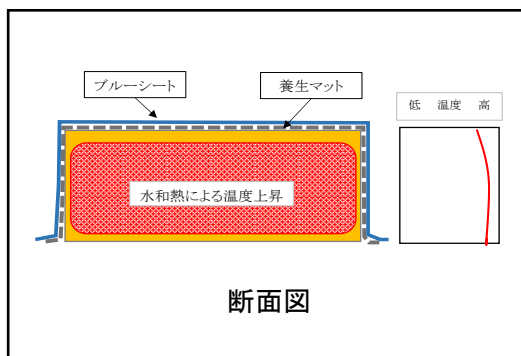 ブルーシート
養生マット
低 温度 高
水和熱による温度上昇
断面図